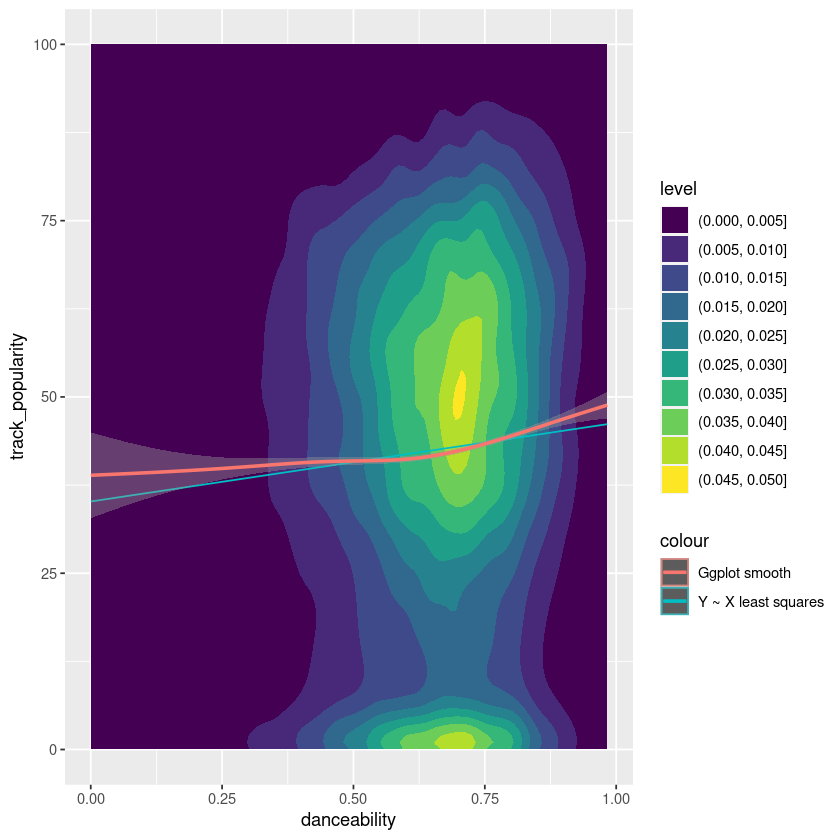 100
75
50
25
0
track_popularity
0.00 0.25 0.50 0.75 1.00
danceability
level
(0.000, 0.005]
(0.005, 0.010]
(0.010, 0.015]
(0.015, 0.020]
(0.020, 0.025]
(0.025, 0.030]
(0.030, 0.035]
(0.035, 0.040]
(0.040, 0.045]
(0.045, 0.050]
colour
Ggplot smooth
Y ~ X least squares